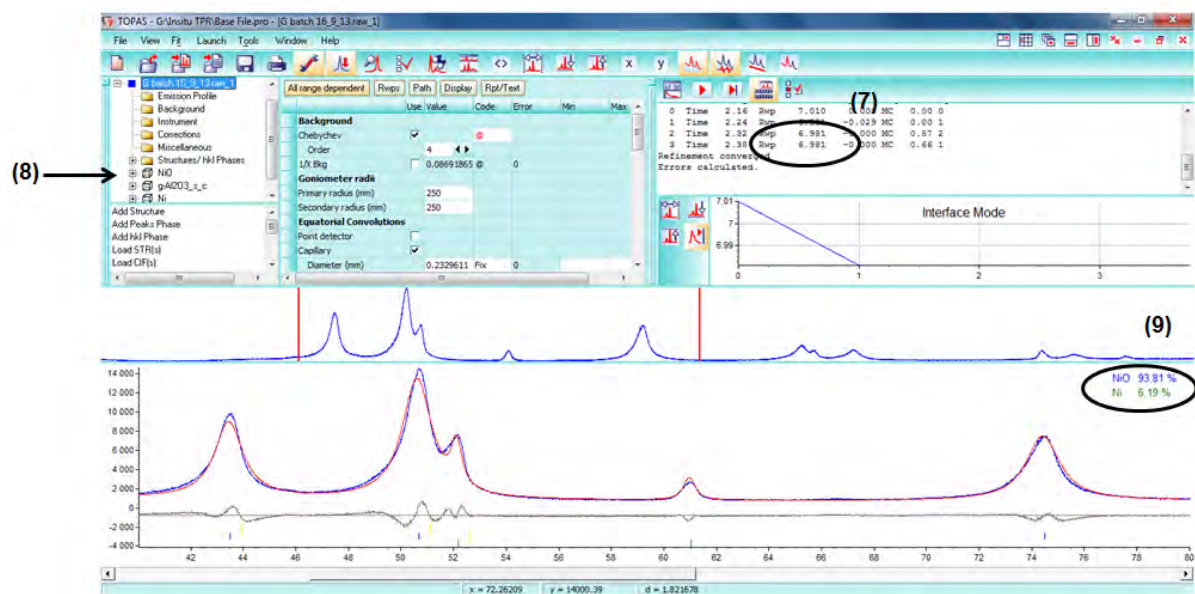 TOPAS - G:\Insitu TPR\Base File.pro - [G batch 16_9_13.raw_1]
File View Fit Launch Tools Window Help
G batch 16_9_13.raw_1
Emission Profile
Background
Instrument
Corrections
Miscellaneous
Structures/ hkl Phases
NiO
g-Al2O3_s_c
Ni
(8)
Add Structure
Add Peaks Phase
Add hkl Phase
Load STR(s)
Load CIF(s)
All range dependent Rwps Path Display Rpt/Text
Use Value Code Error Min Max
Background
Chebychev @
Order 4
1/X Bkg 0.08691865 @ 0
Goniometer radii
Primary radius (mm) 250
Secondary radius (mm) 250
Equatorial Convolutions
Point detector
Capillary
Diameter (mm) 0.2329611 Fix 0
(7)
0 Time 2.16 Rwp 7.010 MC 0.00 0
1 Time 2.24 Rwp -0.029 MC 0.00 1
2 Time 2.32 Rwp 6.981 -0.000 MC 0.57 2
3 Time 2.38 Rwp 6.981 -0.000 MC 0.66 1
Refinement converged
Errors calculated.
Interface Mode
7.01
7
6.99
0 1 2 3
(9)
NiO 93.81 %
Ni 6.19 %
14 000
12 000
10 000
8 000
6 000
4 000
2 000
0
-2 000
-4 000
42 44 46 48 50 52 54 56 58 60 62 64 66 68 70 72 74 76 78 80
x = 72.26209 y = 14000.39 d = 1.821678